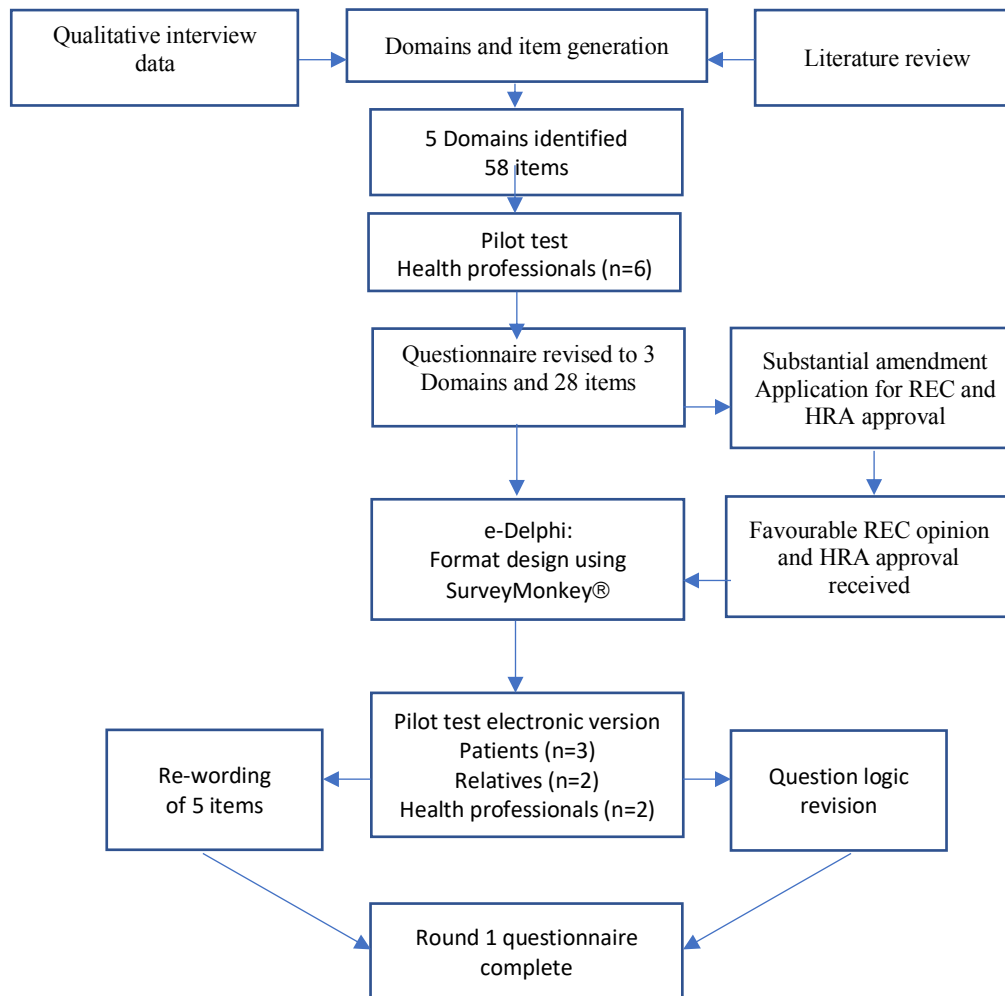 Qualitative interview
data
Domains and item generation
Literature review
5 Domains identified
58 items
Pilot test
Health professionals (n=6)
Questionnaire revised to 3
Domains and 28 items
Substantial amendment
Application for REC and
HRA approval
e-Delphi:
Format design using
SurveyMonkey®
Favourable REC opinion
and HRA approval
received
Pilot test electronic version
Patients (n=3)
Relatives (n=2)
Health professionals (n=2)
Re-wording
of 5 items
Question logic
revision
Round 1 questionnaire
complete